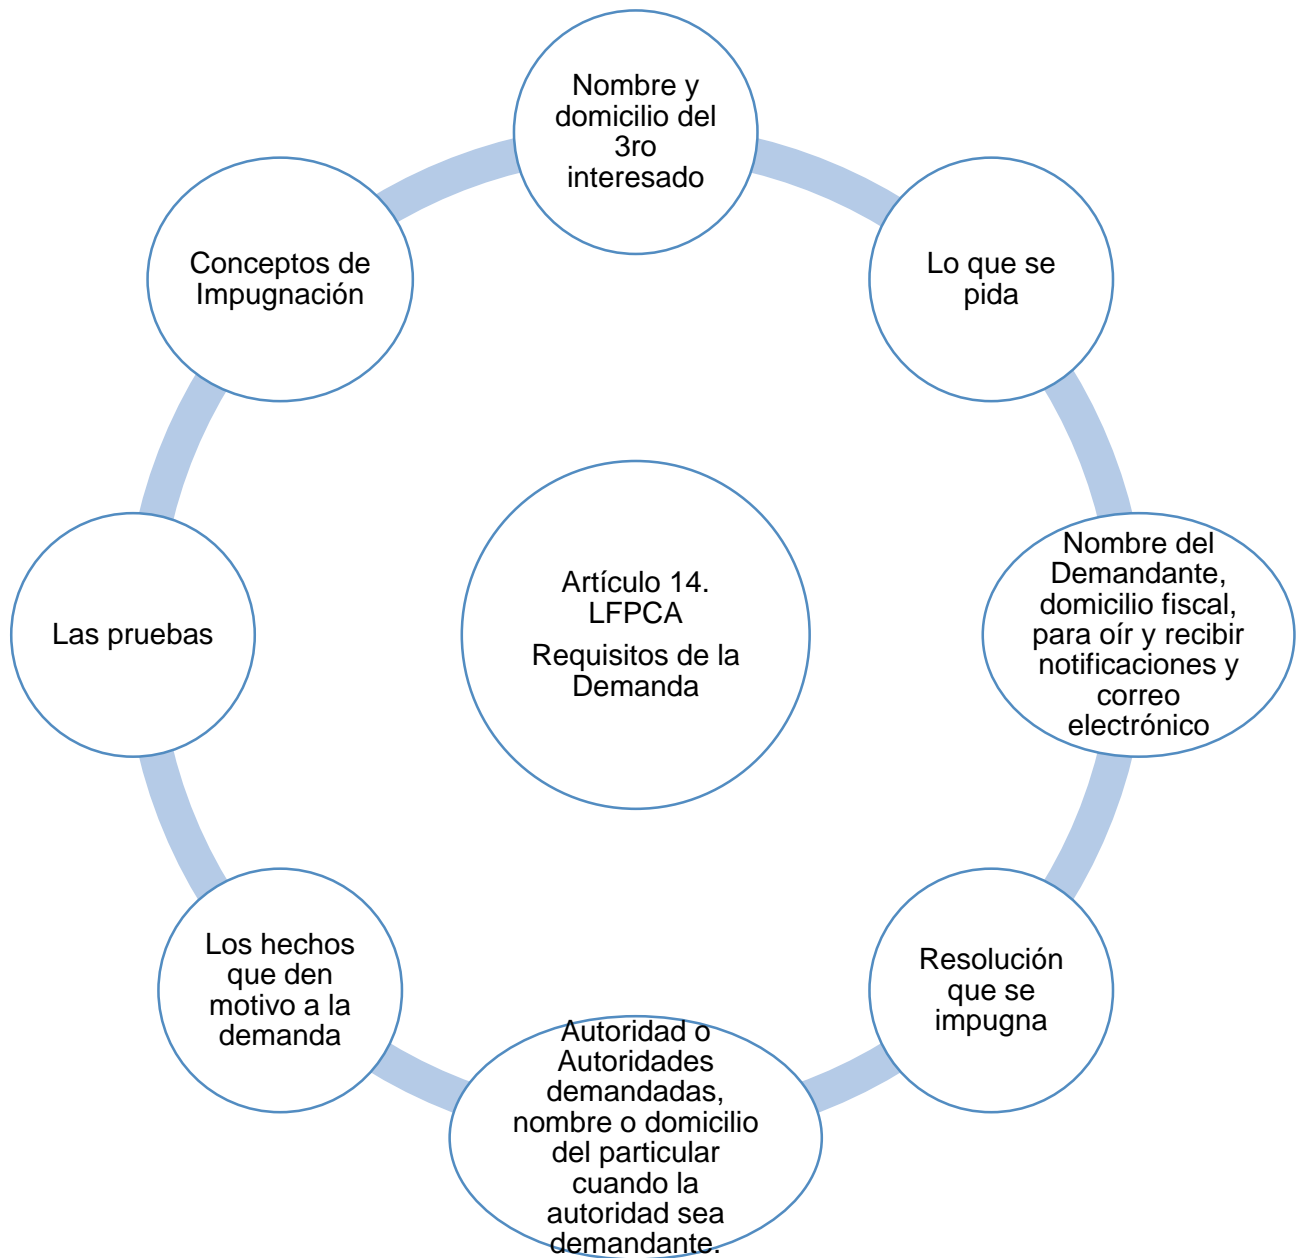 Nombre y
domicilio del
3ro
interesado
Lo que se
pida
Nombre del
Demandante,
domicilio fiscal,
para oír y recibir
notificaciones y
correo
electrónico
Resolución
que se
impugna
Autoridad o
Autoridades
demandadas,
nombre o domicilio
del particular
cuando la
autoridad sea
demandante.
Los hechos
que den
motivo a la
demanda
Las pruebas
Conceptos de
Impugnación
Artículo 14.
LFPCA
Requisitos de la
Demanda